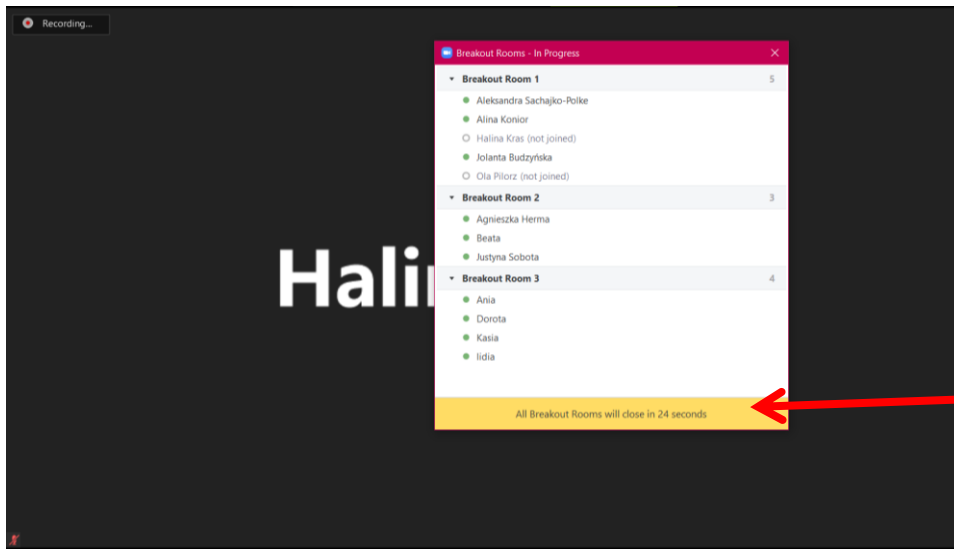 Recording...
Breakout Rooms - In Progress
Breakout Room 1 5
Aleksandra Sachajko-Polke
Alina Konior
Halina Kras (not joined)
Jolanta Budzyńska
Ola Pilorz (not joined)
Breakout Room 2 3
Agnieszka Herma
Beata
Justyna Sobota
Hali
Breakout Room 3 4
Ania
Dorota
Kasia
lidia
All Breakout Rooms will close in 24 seconds